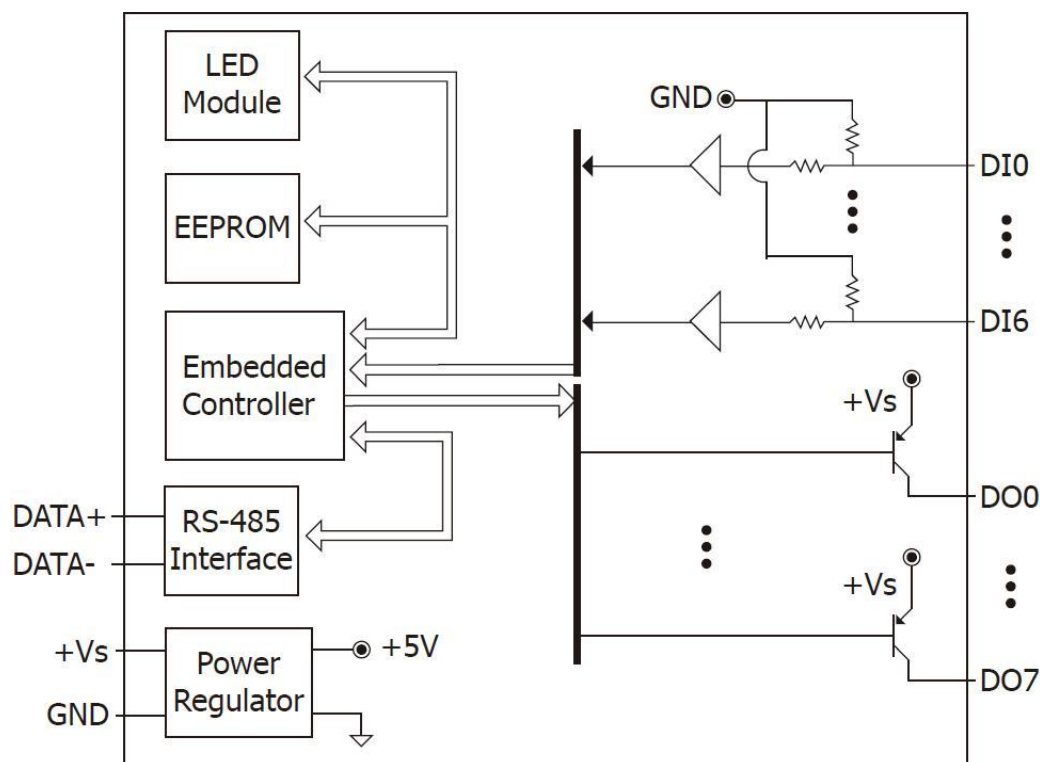 LED
Module
EEPROM
Embedded
Controller
RS-485
Interface
DATA+
DATA-
Power
Regulator
+Vs
GND
+5V
GND
DI0
DI6
+Vs
DO0
+Vs
DO7